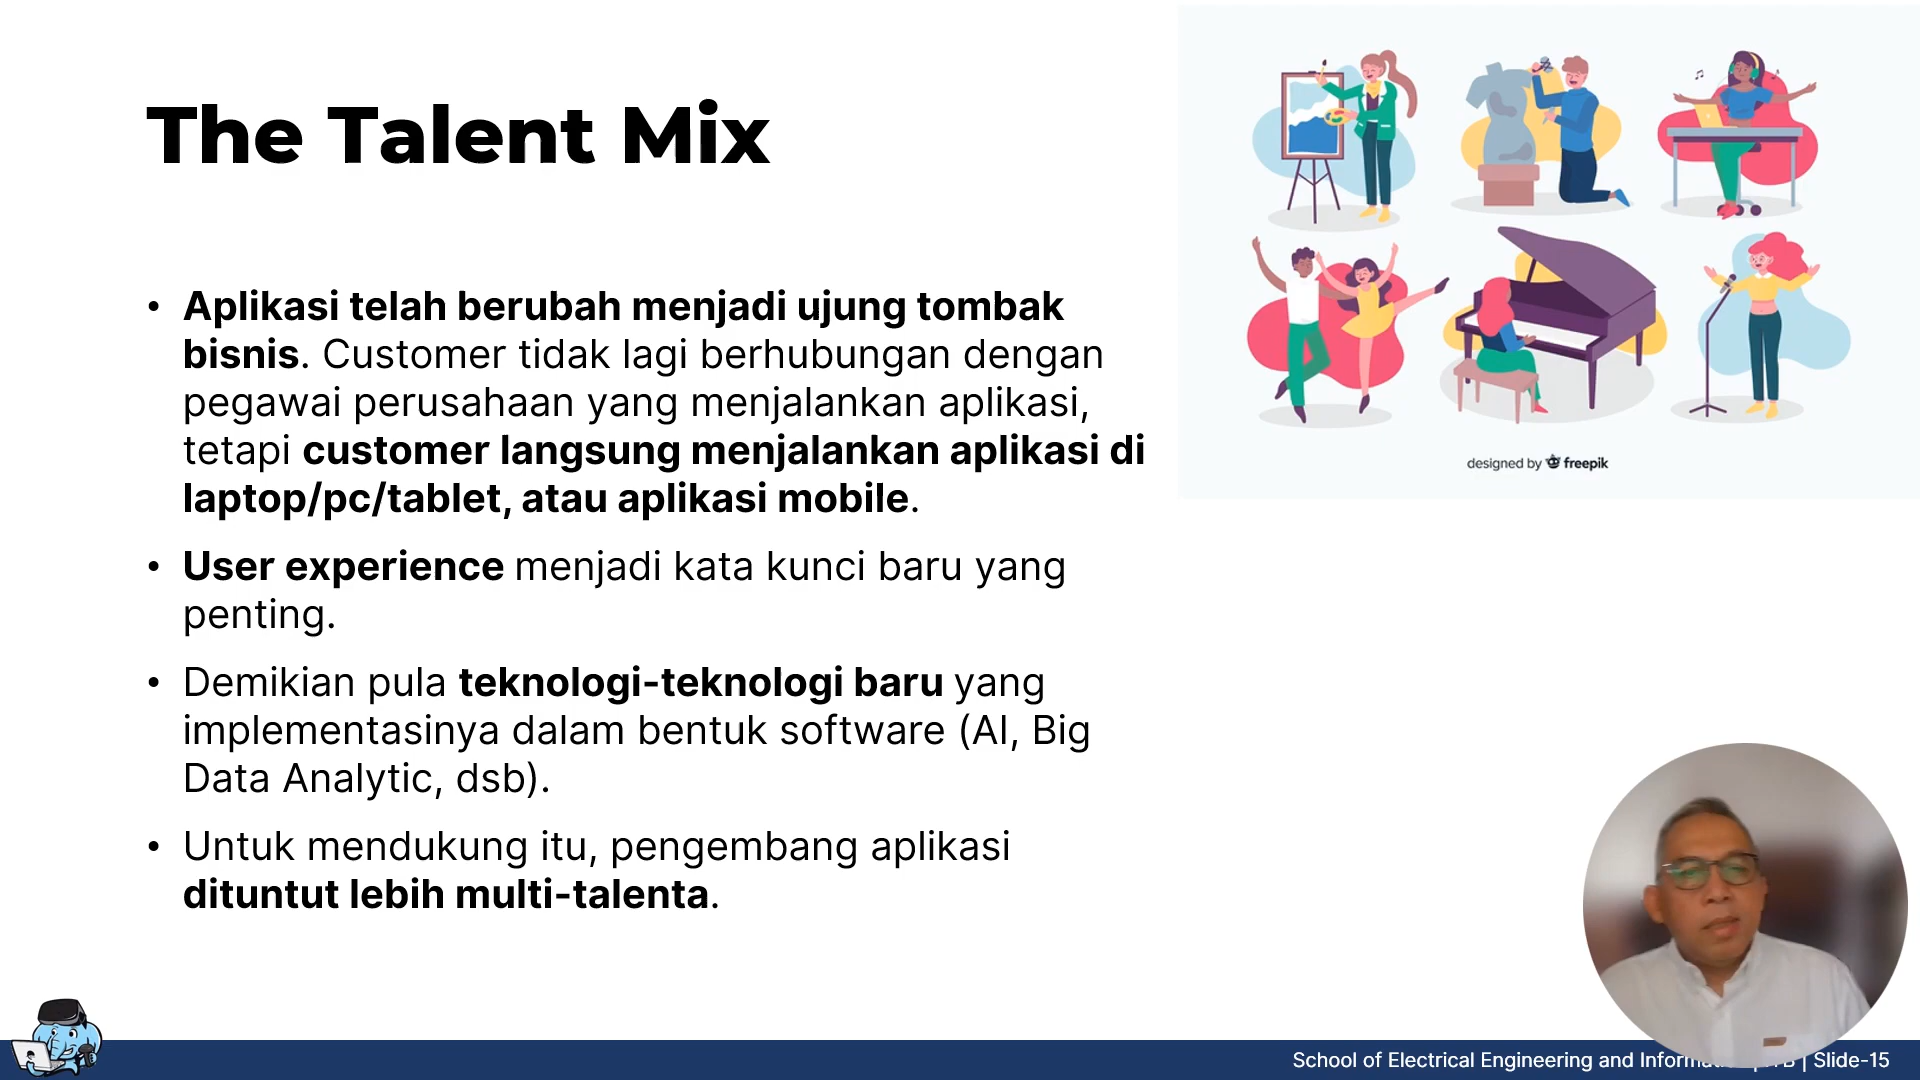 The Talent Mix
• Aplikasi telah berubah menjadi ujung tombak
bisnis. Customer tidak lagi berhubungan dengan
pegawai perusahaan yang menjalankan aplikasi,
tetapi customer langsung menjalankan aplikasi di
laptop/pc/tablet, atau aplikasi mobile.
• User experience menjadi kata kunci baru yang
penting.
• Demikian pula teknologi-teknologi baru yang
implementasinya dalam bentuk software (AI, Big
Data Analytic, dsb).
• Untuk mendukung itu, pengembang aplikasi
dituntut lebih multi-talenta.
designed by freepik
School of Electrical Engineering and | Slide-15